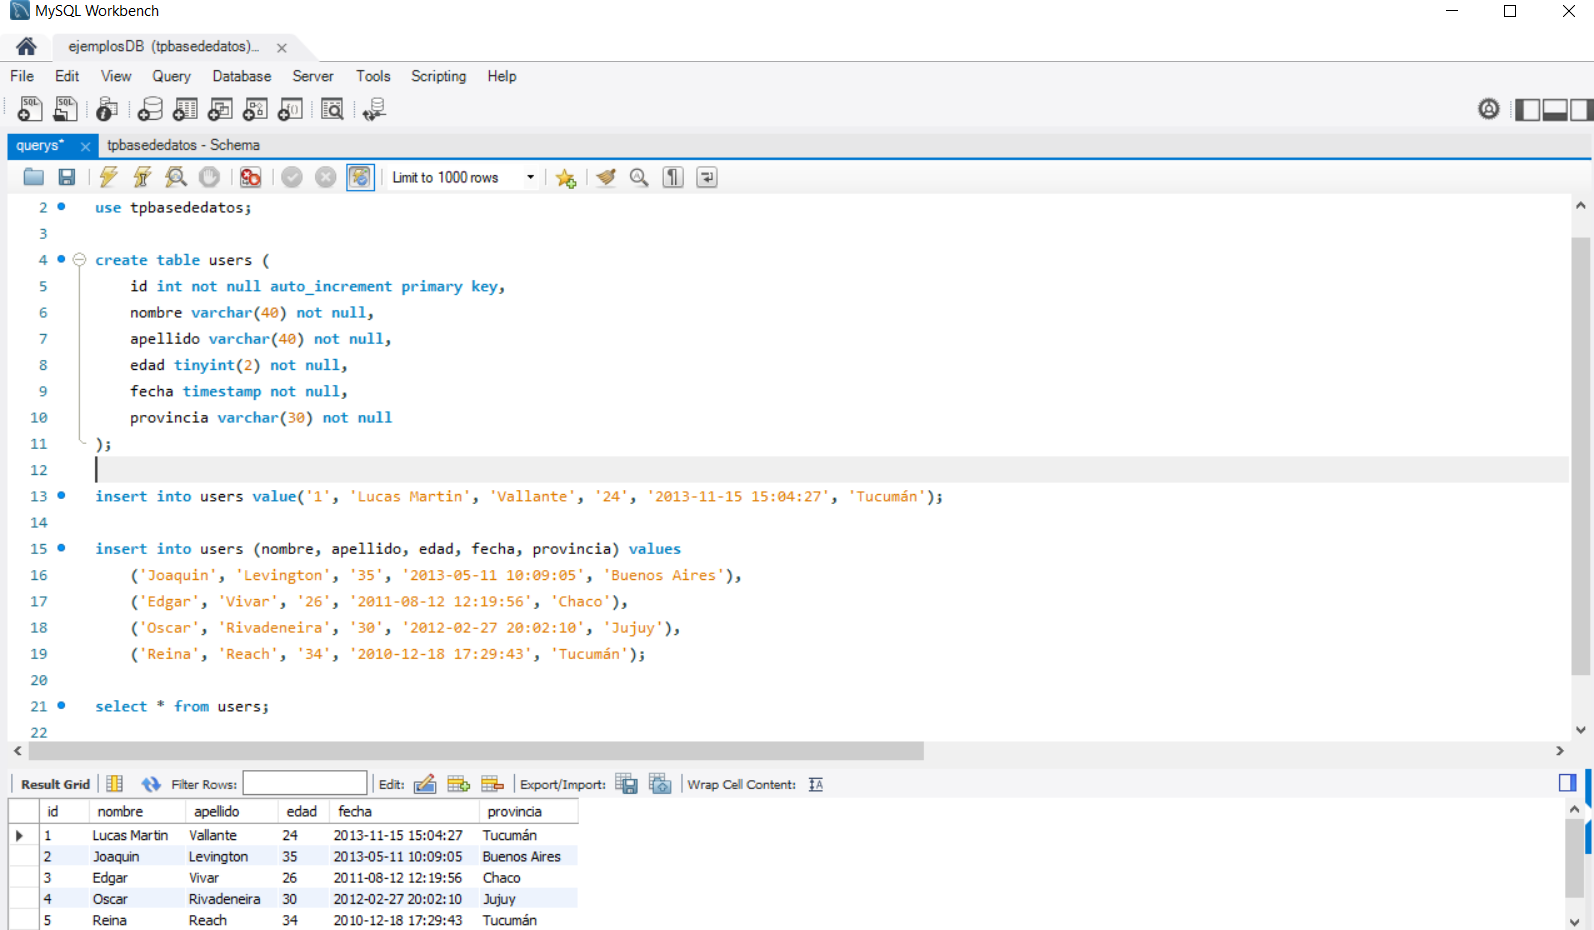 MySQL Workbench
ejemplosDB (tpbasededatos)...
File Edit View Query Database Server Tools Scripting Help
querys* tpbasededatos - Schema
Limit to 1000 rows
2 use tpbasededatos;
3
4 create table users (
5 id int not null auto_increment primary key,
6 nombre varchar(40) not null,
7 apellido varchar(40) not null,
8 edad tinyint(2) not null,
9 fecha timestamp not null,
10 provincia varchar(30) not null
11 );
12
13 insert into users value('1', 'Lucas Martin', 'Vallante', '24', '2013-11-15 15:04:27', 'Tucumán');
14
15 insert into users (nombre, apellido, edad, fecha, provincia) values
16 ('Joaquin', 'Levington', '35', '2013-05-11 10:09:05', 'Buenos Aires'),
17 ('Edgar', 'Vivar', '26', '2011-08-12 12:19:56', 'Chaco'),
18 ('Oscar', 'Rivadeneira', '30', '2012-02-27 20:02:10', 'Jujuy'),
19 ('Reina', 'Reach', '34', '2010-12-18 17:29:43', 'Tucumán');
20
21 select * from users;
22
Result Grid Filter Rows: Edit: Export/Import: Wrap Cell Content:
id nombre apellido edad fecha provincia
1 Lucas Martin Vallante 24 2013-11-15 15:04:27 Tucumán
2 Joaquin Levington 35 2013-05-11 10:09:05 Buenos Aires
3 Edgar Vivar 26 2011-08-12 12:19:56 Chaco
4 Oscar Rivadeneira 30 2012-02-27 20:02:10 Jujuy
5 Reina Reach 34 2010-12-18 17:29:43 Tucumán